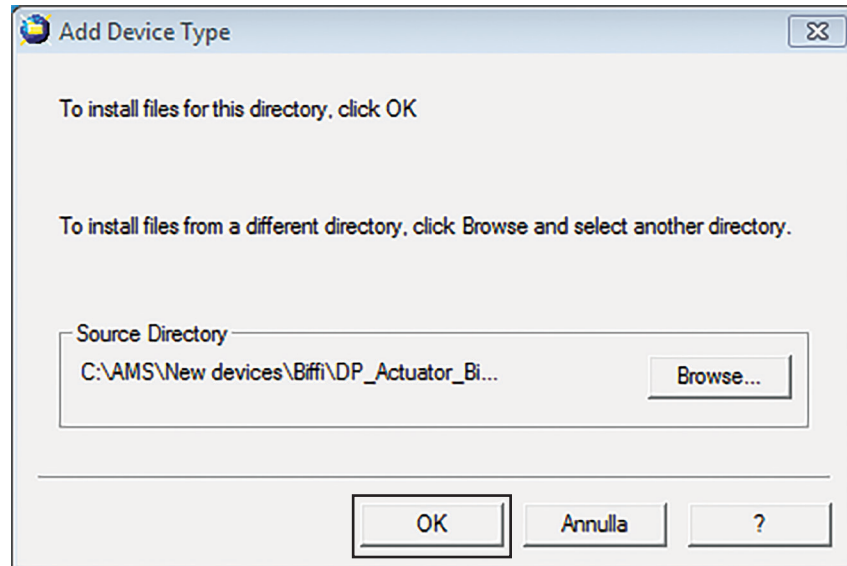 Add Device Type
To install files for this directory, click OK
To install files from a different directory, click Browse and select another directory.
Source Directory
C:\AMS\New devices\Biffi\DP_Actuator_Bi...
Browse...
OK
Annulla
?